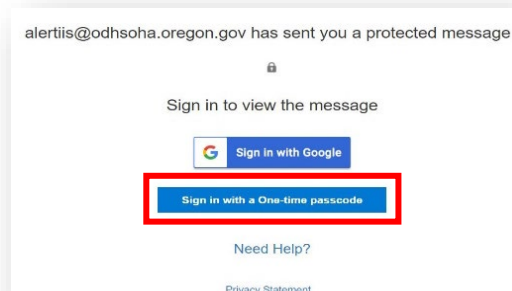 alertiis@odhsoha.oregon.gov has sent you a protected message
Sign in to view the message
Sign in with Google
Sign in with a One-time passcode
Need Help?
Privacy Statement